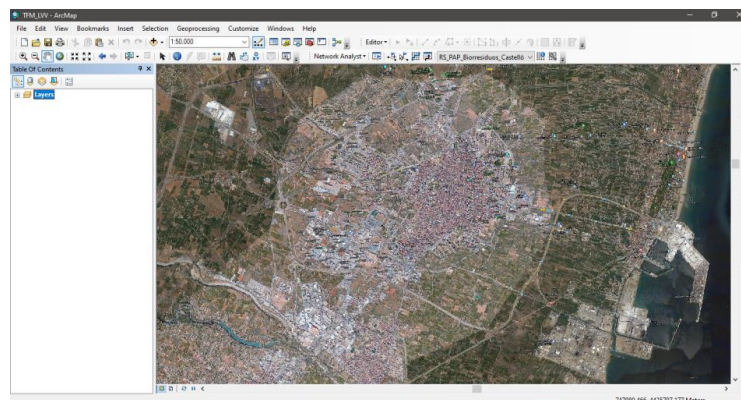 TFM_LVV - ArcMap
File Edit View Bookmarks Insert Selection Geoprocessing Customize Windows Help
1:50,000
Editor
Network Analyst
RS_PAP_Biorresiduos_Castelló
Table Of Contents
Layers